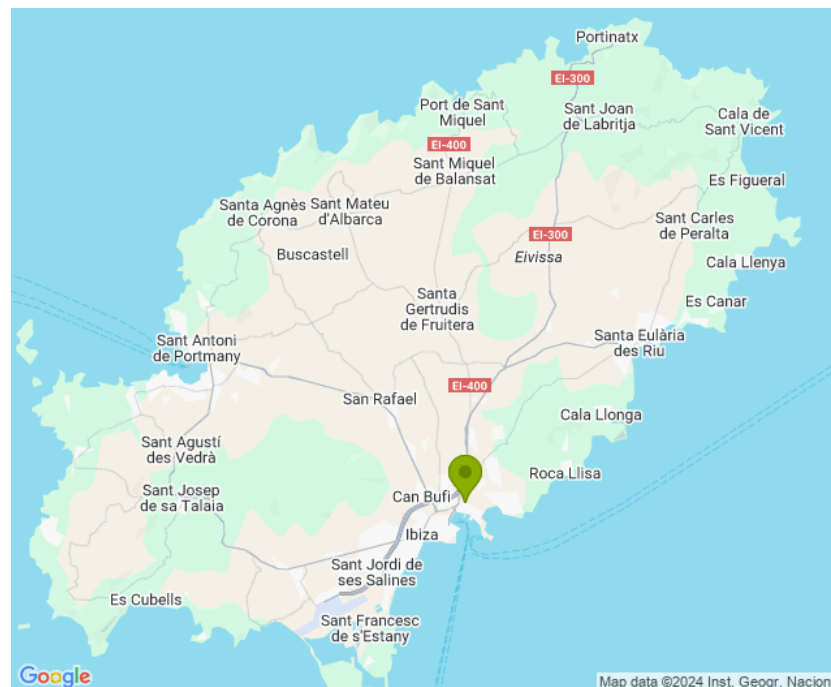 Portinatx
EI-300
Port de Sant
Miquel
Sant Joan
de Labritja
Cala de
Sant Vicent
EI-400
Sant Miquel
de Balansat
Es Figueral
Santa Agnès
de Corona
Sant Mateu
d'Albarca
Sant Carles
de Peralta
EI-300
Buscastell
Eivissa
Cala Llenya
Santa
Gertrudis
de Fruitera
Es Canar
Sant Antoni
de Portmany
Santa Eulària
des Riu
EI-400
San Rafael
Cala Llonga
Sant Agustí
des Vedrà
Roca Llisa
Sant Josep
de sa Talaia
Can Bufí
Ibiza
Sant Jordi de
ses Salines
Es Cubells
Sant Francesc
de s'Estany
Google
Map data ©2024 Inst. Geogr. Nacion